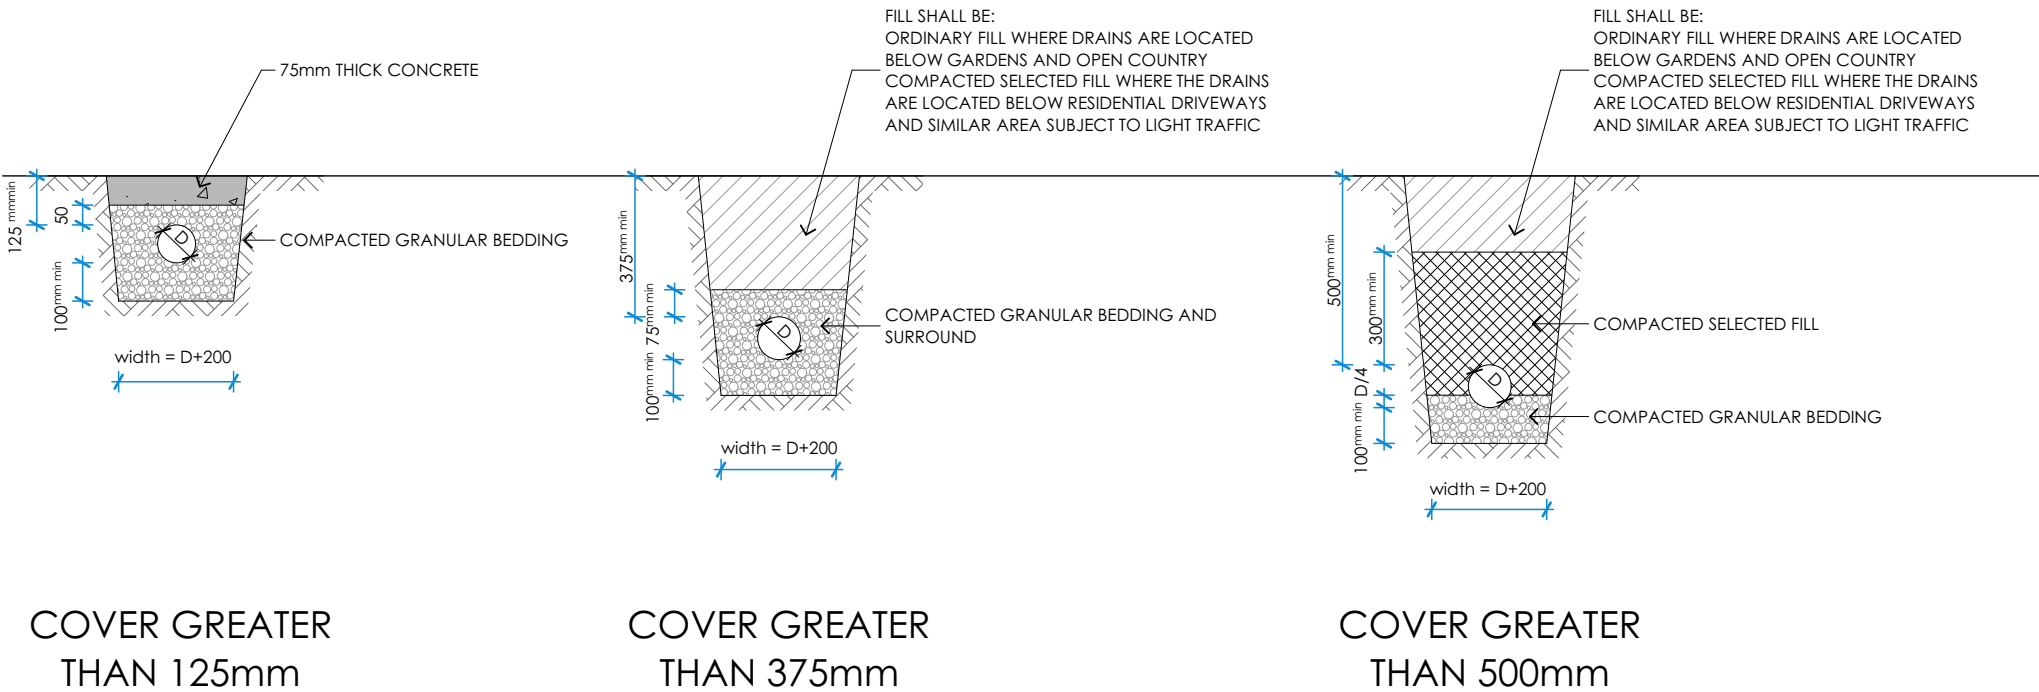 75mm THICK CONCRETE
125 mmmin
50
100mm min
D
COMPACTED GRANULAR BEDDING
width = D+200
COVER GREATER
THAN 125mm
FILL SHALL BE:
ORDINARY FILL WHERE DRAINS ARE LOCATED
BELOW GARDENS AND OPEN COUNTRY
COMPACTED SELECTED FILL WHERE THE DRAINS
ARE LOCATED BELOW RESIDENTIAL DRIVEWAYS
AND SIMILAR AREA SUBJECT TO LIGHT TRAFFIC
375mm min
75mm min
100mm min
D
COMPACTED GRANULAR BEDDING AND
SURROUND
width = D+200
COVER GREATER
THAN 375mm
FILL SHALL BE:
ORDINARY FILL WHERE DRAINS ARE LOCATED
BELOW GARDENS AND OPEN COUNTRY
COMPACTED SELECTED FILL WHERE THE DRAINS
ARE LOCATED BELOW RESIDENTIAL DRIVEWAYS
AND SIMILAR AREA SUBJECT TO LIGHT TRAFFIC
500mm min
300mm min
D/4
100mm min
D
COMPACTED SELECTED FILL
COMPACTED GRANULAR BEDDING
width = D+200
COVER GREATER
THAN 500mm